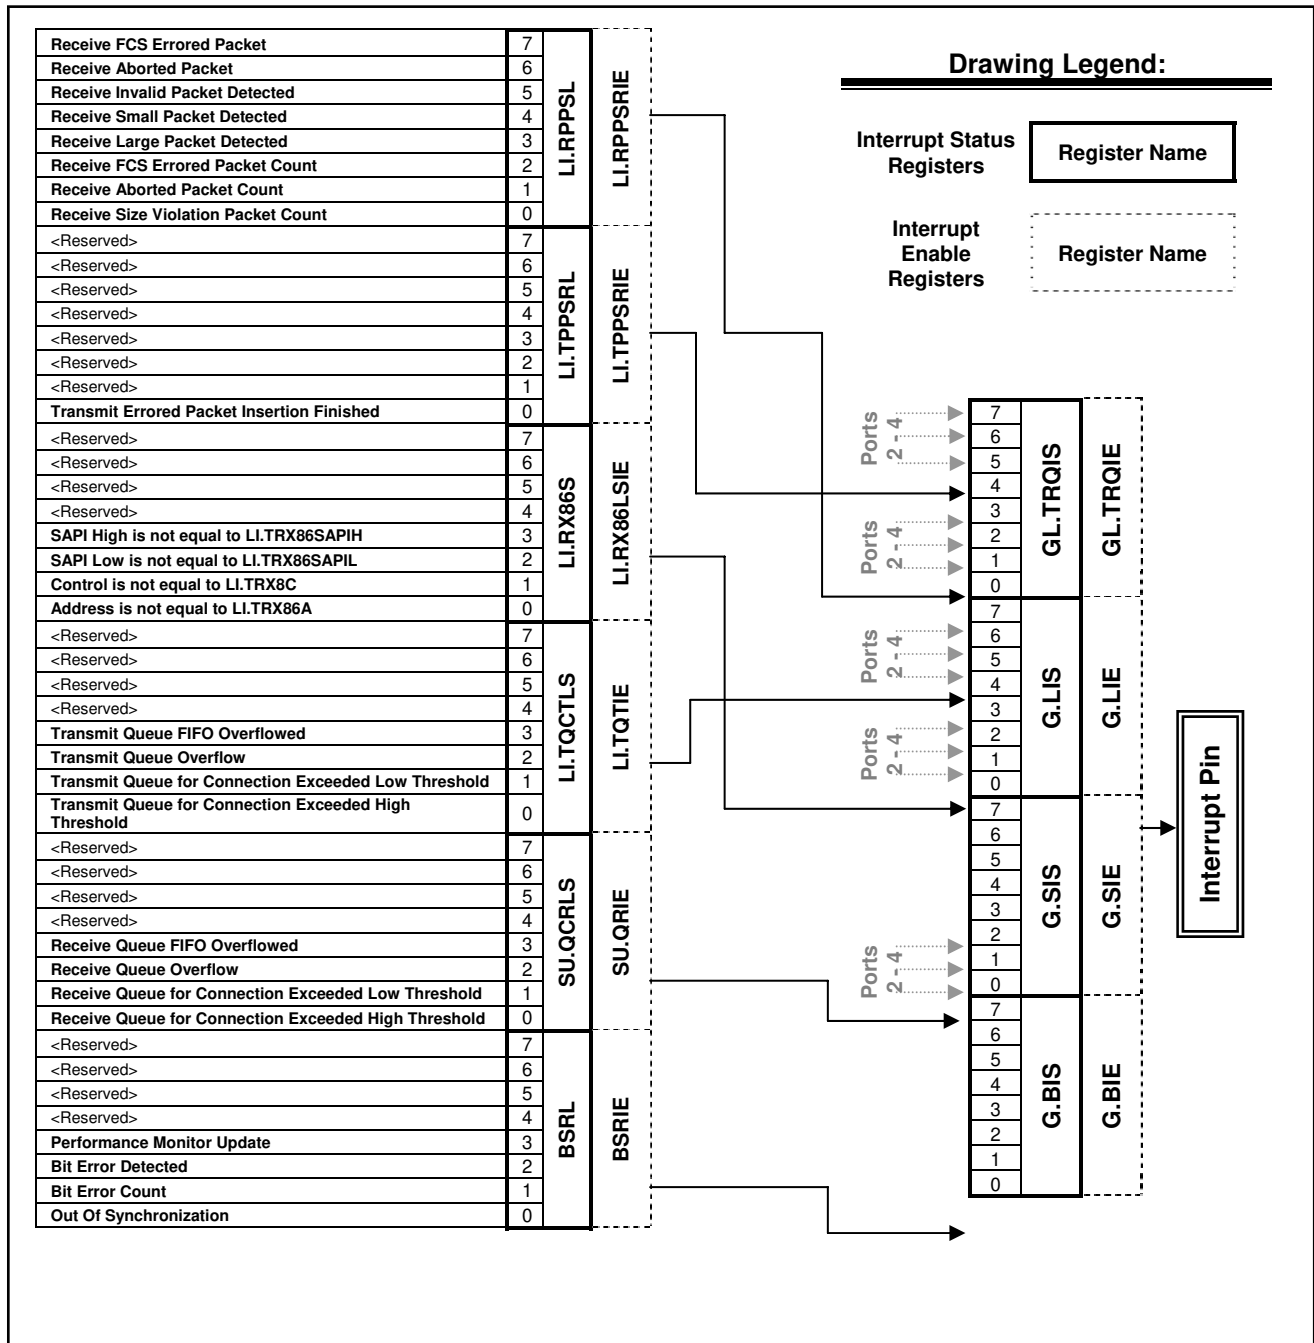 Receive FCS Errored Packet 7
Receive Aborted Packet 6
Receive Invalid Packet Detected 5
Receive Small Packet Detected 4
Receive Large Packet Detected 3
Receive FCS Errored Packet Count 2
Receive Aborted Packet Count 1
Receive Size Violation Packet Count 0
LI.RPPSL
LI.RPPSRIE
<Reserved> 7
<Reserved> 6
<Reserved> 5
<Reserved> 4
<Reserved> 3
<Reserved> 2
<Reserved> 1
Transmit Errored Packet Insertion Finished 0
LI.TPPSRL
LI.TPPSRIE
<Reserved> 7
<Reserved> 6
<Reserved> 5
<Reserved> 4
SAPI High is not equal to LI.TRX86SAPIH 3
SAPI Low is not equal to LI.TRX86SAPIL 2
Control is not equal to LI.TRX8C 1
Address is not equal to LI.TRX86A 0
LI.RX86S
LI.RX86LSIE
<Reserved> 7
<Reserved> 6
<Reserved> 5
<Reserved> 4
Transmit Queue FIFO Overflowed 3
Transmit Queue Overflow 2
Transmit Queue for Connection Exceeded Low Threshold 1
Transmit Queue for Connection Exceeded High
Threshold 0
LI.TQCTLS
LI.TQTIE
<Reserved> 7
<Reserved> 6
<Reserved> 5
<Reserved> 4
Receive Queue FIFO Overflowed 3
Receive Queue Overflow 2
Receive Queue for Connection Exceeded Low Threshold 1
Receive Queue for Connection Exceeded High Threshold 0
SU.QCRLS
SU.QRIE
<Reserved> 7
<Reserved> 6
<Reserved> 5
<Reserved> 4
Performance Monitor Update 3
Bit Error Detected 2
Bit Error Count 1
Out Of Synchronization 0
BSRL
BSRIE
Drawing Legend:
Interrupt Status
Registers
Register Name
Interrupt
Enable
Registers
Register Name
Ports
2 - 4
Ports
2 - 4
7
6
5
4
3
2
1
0
GL.TRQIS
GL.TRQIE
Ports
2 - 4
Ports
2 - 4
7
6
5
4
3
2
1
0
G.LIS
G.LIE
Ports
2 - 4
7
6
5
4
3
2
1
0
G.SIS
G.SIE
7
6
5
4
3
2
1
0
G.BIS
G.BIE
Interrupt Pin